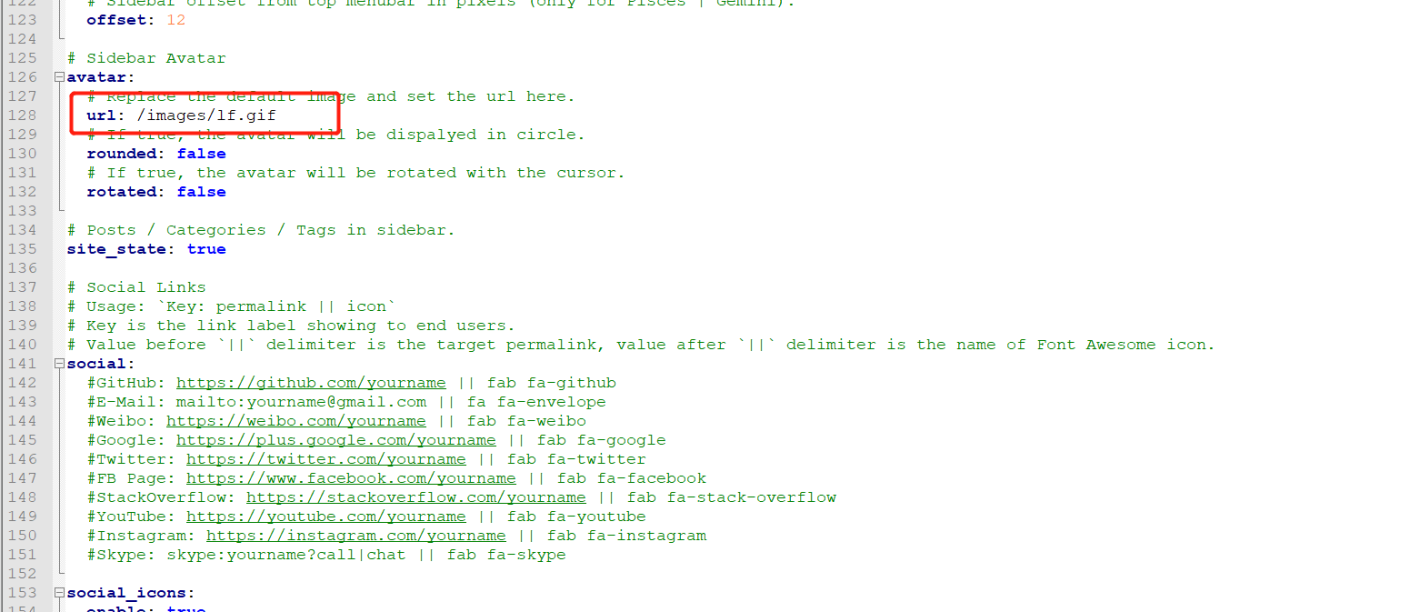 122 # Sidebar offset from top menubar in pixels (only for Pisces | Gemini).
123 offset: 12
124
125 # Sidebar Avatar
126 avatar:
127 # Replace the default image and set the url here.
128 url: /images/lf.gif
129 # If true, the avatar will be dispalyed in circle.
130 rounded: false
131 # If true, the avatar will be rotated with the cursor.
132 rotated: false
133
134 # Posts / Categories / Tags in sidebar.
135 site_state: true
136
137 # Social Links
138 # Usage: `Key: permalink || icon`
139 # Key is the link label showing to end users.
140 # Value before `||` delimiter is the target permalink, value after `||` delimiter is the name of Font Awesome icon.
141 social:
142 #GitHub: https://github.com/yourname || fab fa-github
143 #E-Mail: mailto:yourname@gmail.com || fa fa-envelope
144 #Weibo: https://weibo.com/yourname || fab fa-weibo
145 #Google: https://plus.google.com/yourname || fab fa-google
146 #Twitter: https://twitter.com/yourname || fab fa-twitter
147 #FB Page: https://www.facebook.com/yourname || fab fa-facebook
148 #StackOverflow: https://stackoverflow.com/yourname || fab fa-stack-overflow
149 #YouTube: https://youtube.com/yourname || fab fa-youtube
150 #Instagram: https://instagram.com/yourname || fab fa-instagram
151 #Skype: skype:yourname?call|chat || fab fa-skype
152
153 social_icons:
154 enable: true